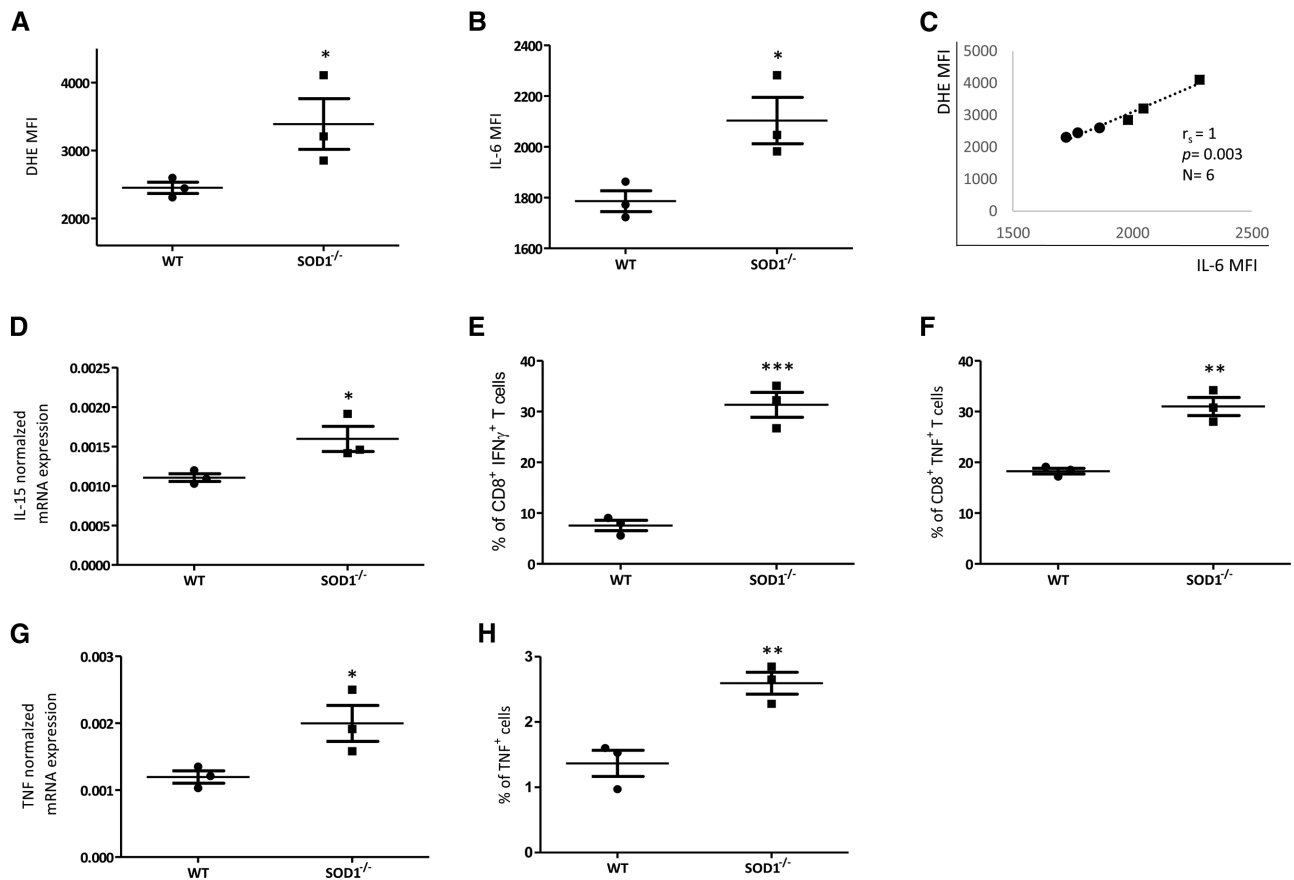 A
DHE MFI
4000
3000
2000
*
WT
SOD1-/-
B
IL-6 MFI
2400
2200
2000
1800
1600
*
WT
SOD1-/-
C
DHE MFI
5000
4000
3000
2000
1000
0
rs = 1
p= 0.003
N= 6
1500
2000
2500
IL-6 MFI
D
IL-15 normalzed
mRNA expression
0.0025
0.0020
0.0015
0.0010
0.0005
0.0000
*
WT
SOD1-/-
E
% of CD8+ IFNγ+ T cells
40
30
20
10
0
***
WT
SOD1-/-
F
% of CD8+ TNF+ T cells
40
30
20
10
0
**
WT
SOD1-/-
G
TNF normalzed
mRNA expression
0.003
0.002
0.001
0.000
*
WT
SOD1-/-
H
% of TNF+ cells
3
2
1
0
**
WT
SOD1-/-